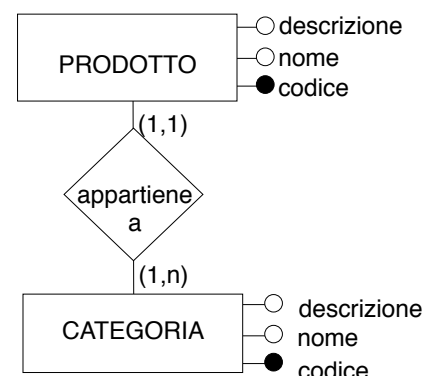 descrizione
PRODOTTO
nome
codice
(1,1)
appartiene
a
(1,n)
descrizione
CATEGORIA
nome
codice